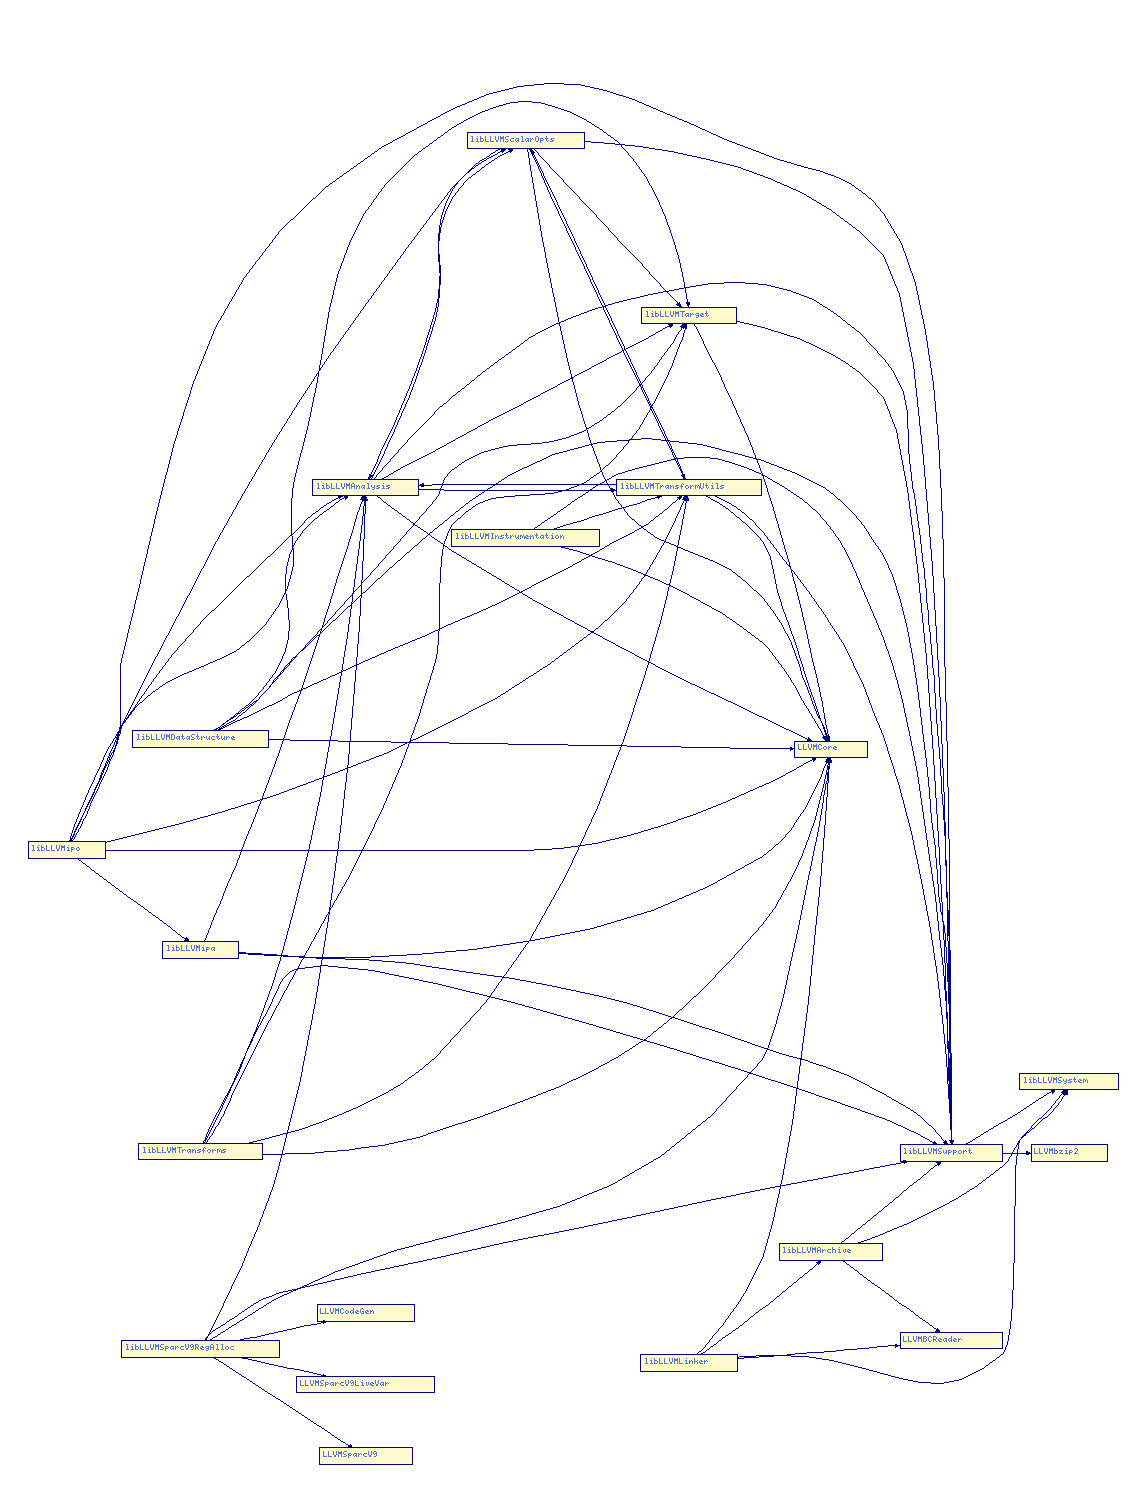 libLLVMScalarOpts
libLLVMTarget
libLLVMAnalysis
libLLVMTransformUtils
libLLVMInstrumentation
libLLVMDataStructure
LLVMCore
libLLVMipo
libLLVMipa
libLLVMSystem
libLLVMTransforms
libLLVMSupport
LLVMbzip2
libLLVMArchive
LLVMCodeGen
LLVMBCReader
libLLVMSparcV9RegAlloc
libLLVMLinker
LLVMSparcV9LiveVar
LLVMSparcV9